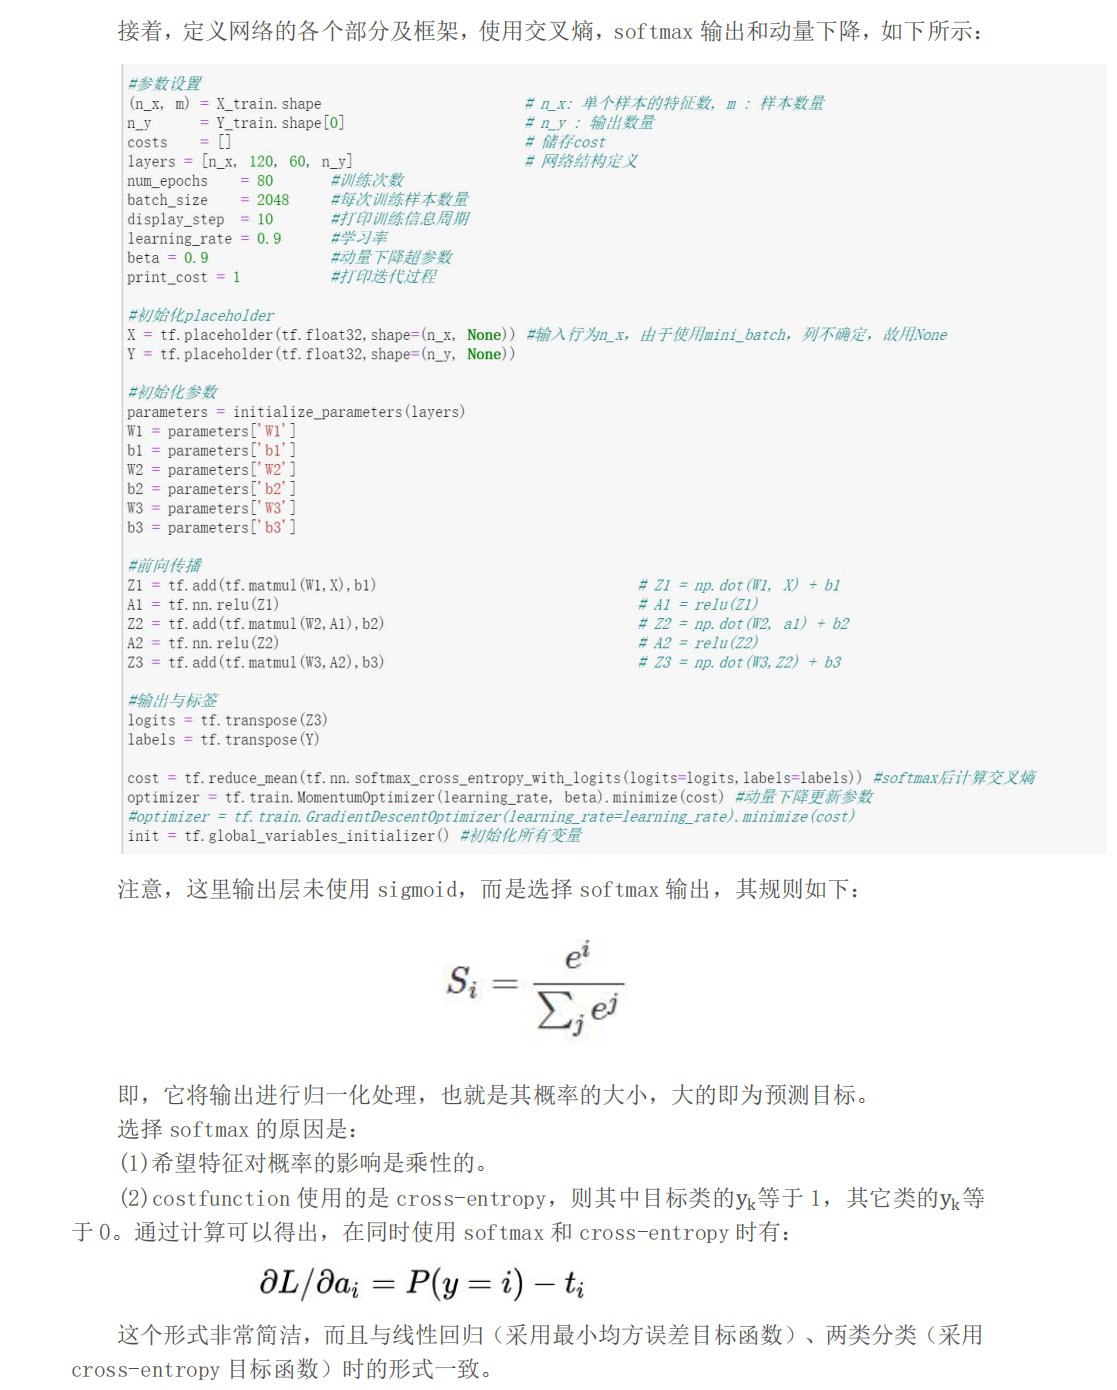 接着，定义网络的各个部分及框架，使用交叉熵，softmax 输出和动量下降，如下所示：
#参数设置
(n_x, m) = X_train.shape # n_x: 单个样本的特征数, m : 样本数量
n_y = Y_train.shape[0] # n_y : 输出数量
costs = [] # 储存cost
layers = [n_x, 120, 60, n_y] # 网络结构定义
num_epochs = 80 #训练次数
batch_size = 2048 #每次训练样本数量
display_step = 10 #打印训练信息周期
learning_rate = 0.9 #学习率
beta = 0.9 #动量下降超参数
print_cost = 1 #打印迭代过程
#初始化placeholder
X = tf.placeholder(tf.float32,shape=(n_x, None)) #输入行为n_x，由于使用mini_batch，列不确定，故用None
Y = tf.placeholder(tf.float32,shape=(n_y, None))
#初始化参数
parameters = initialize_parameters(layers)
W1 = parameters['W1']
b1 = parameters['b1']
W2 = parameters['W2']
b2 = parameters['b2']
W3 = parameters['W3']
b3 = parameters['b3']
#前向传播
Z1 = tf.add(tf.matmul(W1,X),b1) # Z1 = np.dot(W1, X) + b1
A1 = tf.nn.relu(Z1) # A1 = relu(Z1)
Z2 = tf.add(tf.matmul(W2,A1),b2) # Z2 = np.dot(W2, a1) + b2
A2 = tf.nn.relu(Z2) # A2 = relu(Z2)
Z3 = tf.add(tf.matmul(W3,A2),b3) # Z3 = np.dot(W3,Z2) + b3
#输出与标签
logits = tf.transpose(Z3)
labels = tf.transpose(Y)
cost = tf.reduce_mean(tf.nn.softmax_cross_entropy_with_logits(logits=logits,labels=labels)) #softmax后计算交叉熵
optimizer = tf.train.MomentumOptimizer(learning_rate, beta).minimize(cost) #动量下降更新参数
#optimizer = tf.train.GradientDescentOptimizer(learning_rate=learning_rate).minimize(cost)
init = tf.global_variables_initializer() #初始化所有变量
注意，这里输出层未使用 sigmoid，而是选择 softmax 输出，其规则如下：
S_i = e^i / ∑_j e^j
即，它将输出进行归一化处理，也就是其概率的大小，大的即为预测目标。
选择 softmax 的原因是：
(1)希望特征对概率的影响是乘性的。
(2)costfunction 使用的是 cross-entropy，则其中目标类的y_k等于 1，其它类的y_k等
于 0。通过计算可以得出，在同时使用 softmax 和 cross-entropy 时有：
∂L/∂a_i = P(y = i) − t_i
这个形式非常简洁，而且与线性回归（采用最小均方误差目标函数）、两类分类（采用
cross-entropy 目标函数）时的形式一致。